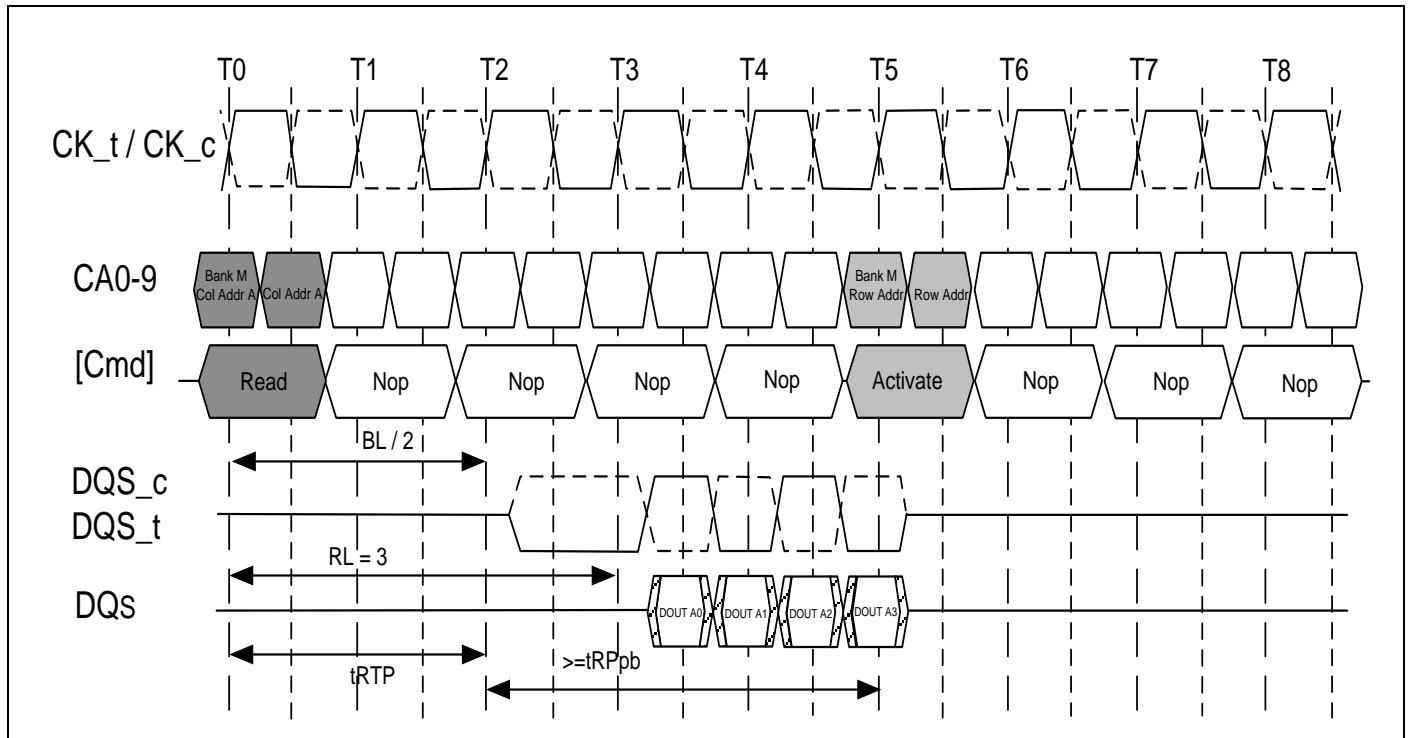 T0 T1 T2 T3 T4 T5 T6 T7 T8
CK_t / CK_c
CA0-9
Bank M
Col Addr A
Col Addr A
Bank M
Row Addr
Row Addr
[Cmd]
Read Nop Nop Nop Nop Activate Nop Nop Nop
BL / 2
DQS_c
DQS_t
RL = 3
DQs
DOUT A0 DOUT A1 DOUT A2 DOUT A3
tRTP
>=tRPpb